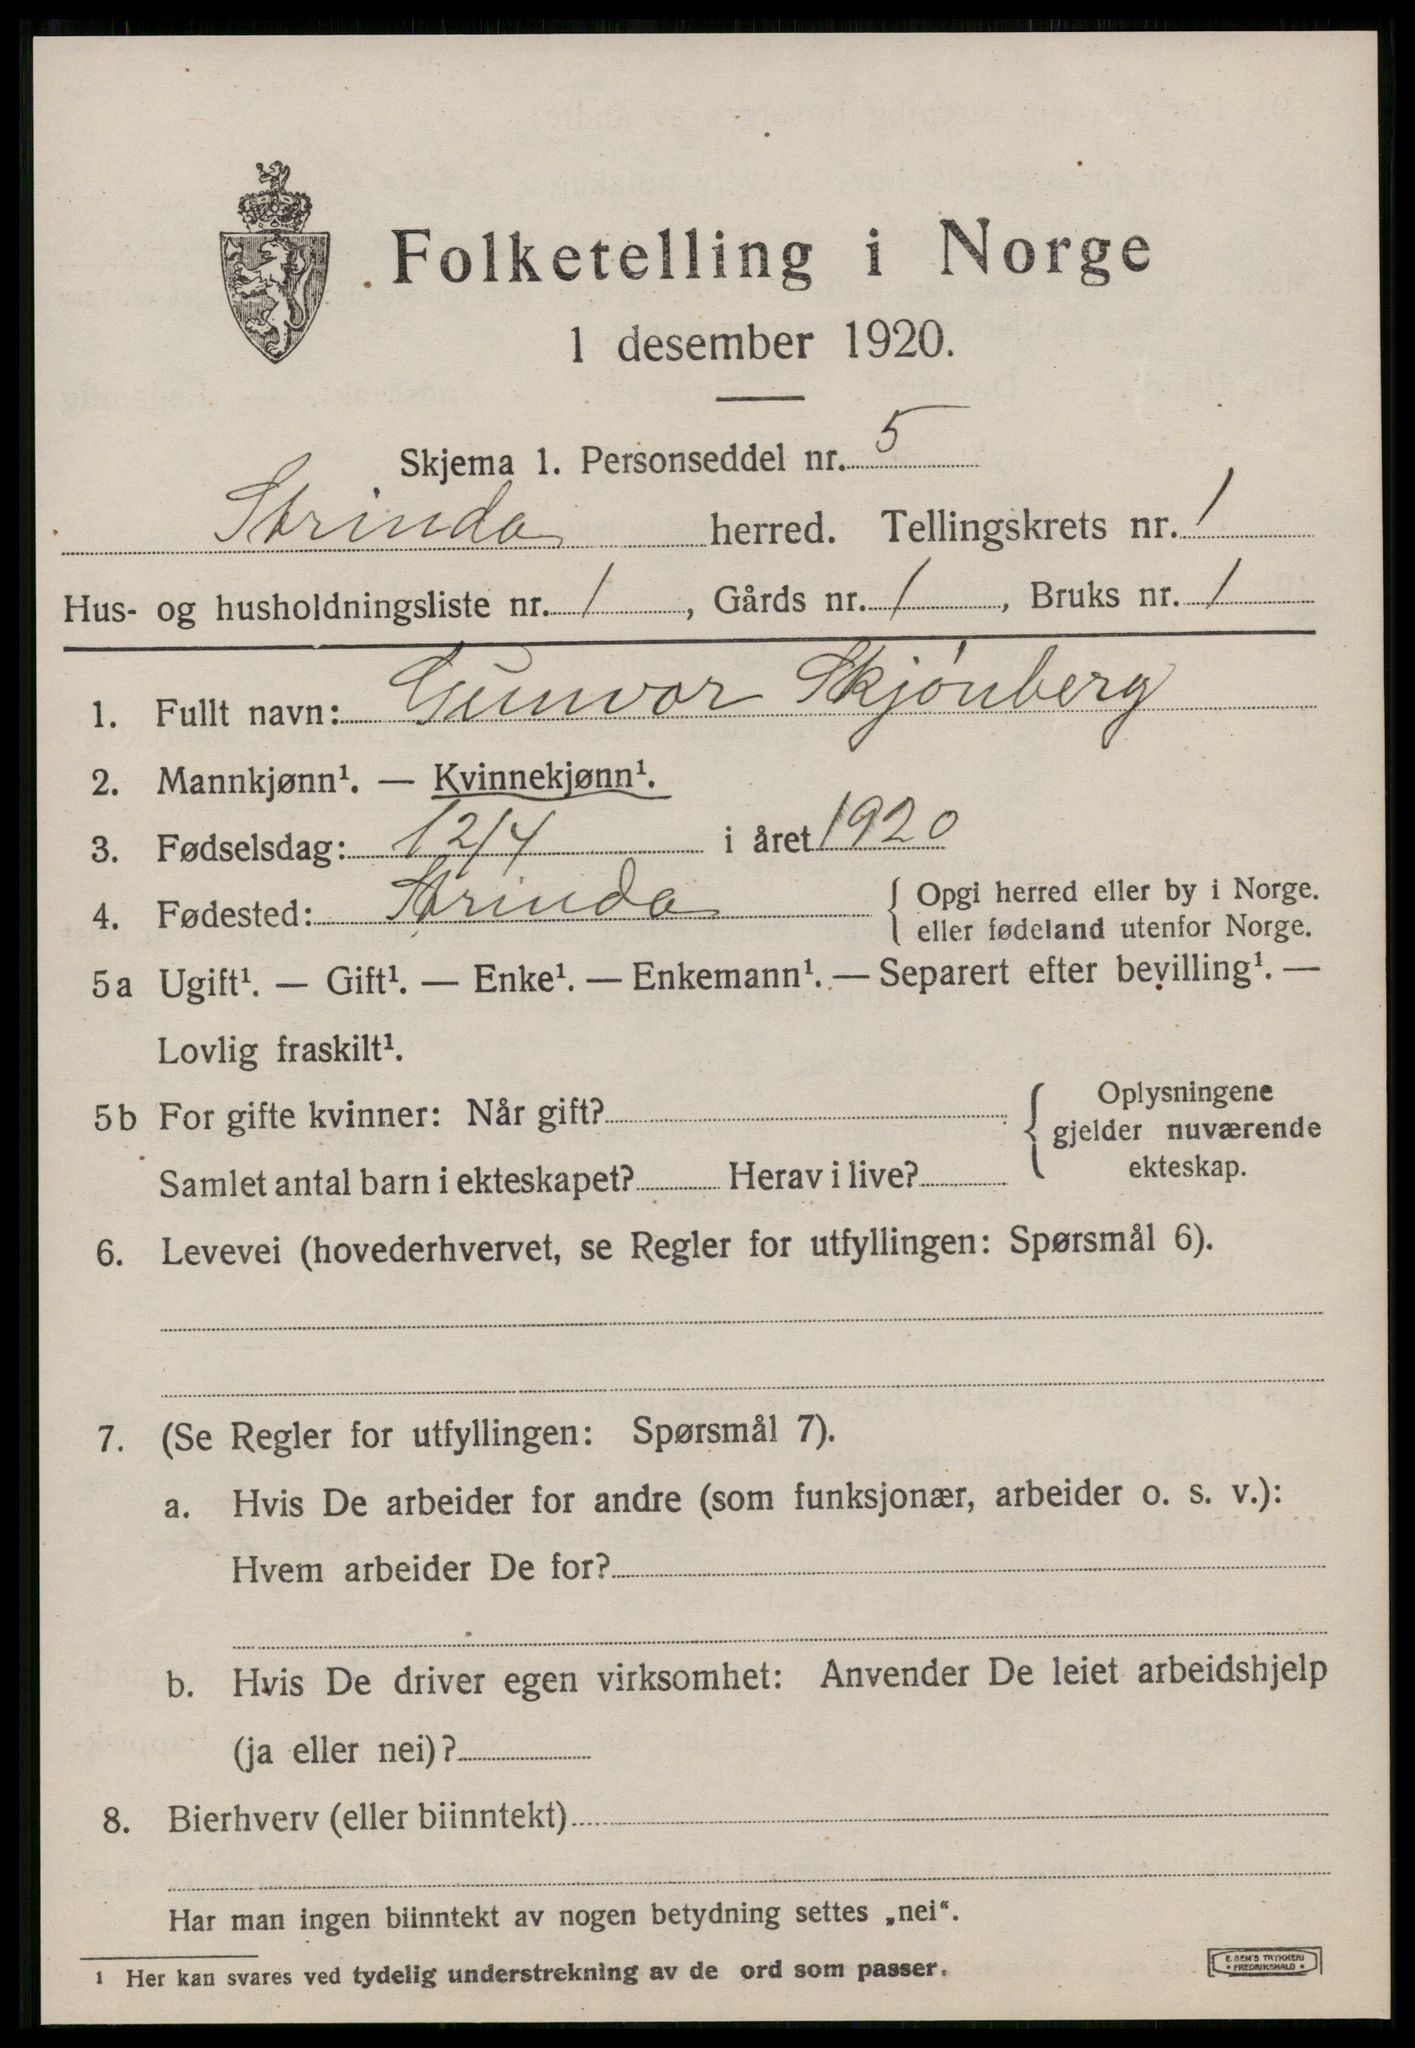 Folketelling i Norge
1 desember 1920.
Skjema 1. Personseddel nr. 5
Strinda herred. Tellingskrets nr. 1
Hus- og husholdningsliste nr. 1, Gårds nr. 1, Bruks nr. 1
1. Fullt navn: Gunvor Skjönberg
2. Mannkjønn¹. — Kvinnekjønn¹.
3. Fødselsdag: 12/4 i året 1920
4. Fødested: Strinda { Opgi herred eller by i Norge.
eller fødeland utenfor Norge.
5a Ugift¹. — Gift¹. — Enke¹. — Enkemann¹. — Separert efter bevilling¹. —
Lovlig fraskilt¹.
5b For gifte kvinner: Når gift? { Oplysningene
gjelder nuværende
Samlet antal barn i ekteskapet? Herav i live? ekteskap.
6. Levevei (hovederhvervet, se Regler for utfyllingen: Spørsmål 6).
7. (Se Regler for utfyllingen: Spørsmål 7).
a. Hvis De arbeider for andre (som funksjonær, arbeider o. s. v.):
Hvem arbeider De for?
b. Hvis De driver egen virksomhet: Anvender De leiet arbeidshjelp
(ja eller nei)?
8. Bierhverv (eller biinntekt)
Har man ingen biinntekt av nogen betydning settes „nei“.
1 Her kan svares ved tydelig understrekning av de ord som passer.
E. SEM'S TRYKKERI
FREDRIKSHALD